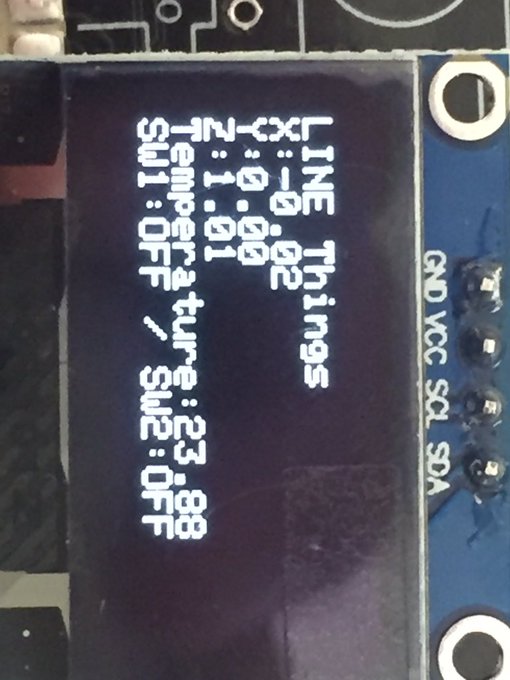 LINE Things
X:-0.02
Y:0.00
Z:1.01
Temperature:23.88
SW1:OFF / SW2:OFF
GND VCC SCL SDA